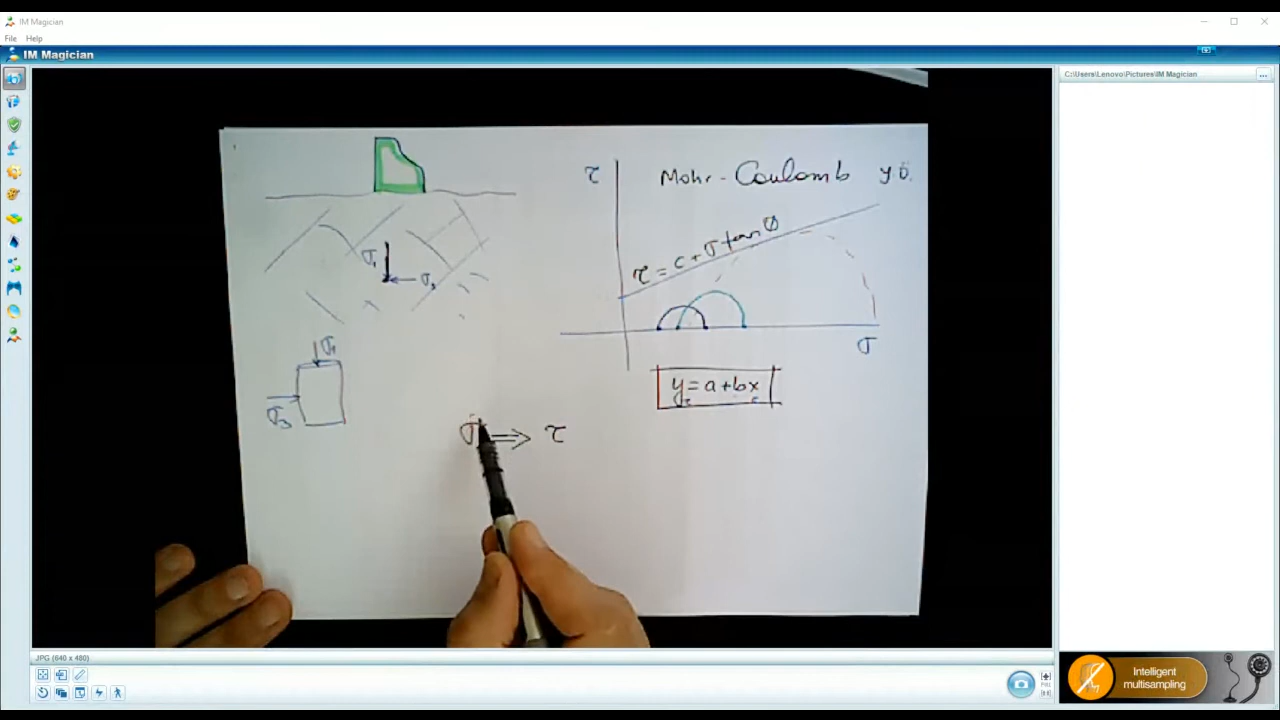 IM Magician
File Help
IM Magician
C:\Users\Lenovo\Pictures\IM Magician
...
τ
Mohr - Coulomb y ö.
τ = c + σ tan Ø
σ₁
σ₃
σ₁
σ
σ₃
y = a + bx
σ ⇒ τ
JPG (640 x 480)
FULL
Intelligent
multisampling